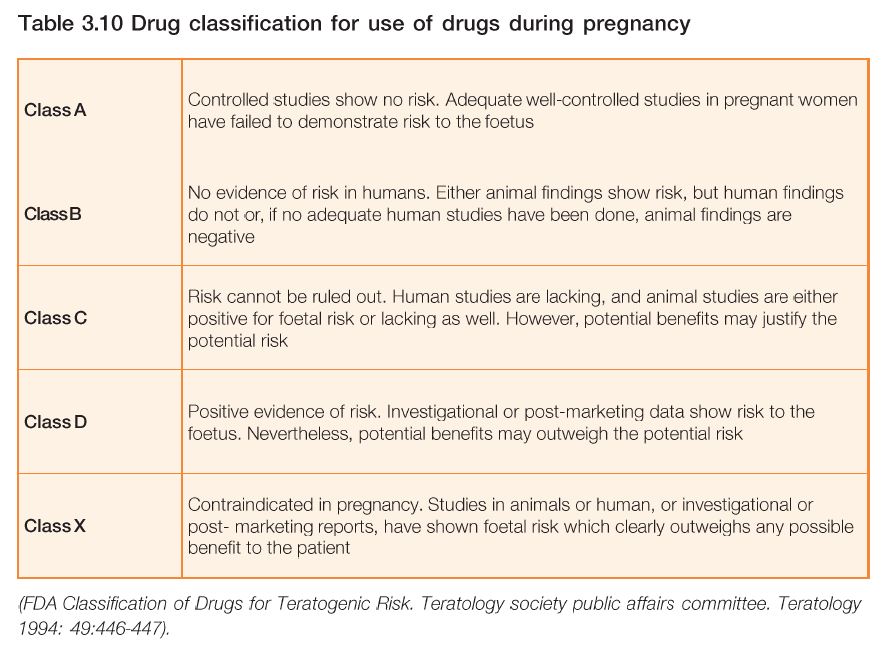 Table 3.10 Drug classification for use of drugs during pregnancy
Class A
Controlled studies show no risk. Adequate well-controlled studies in pregnant women
have failed to demonstrate risk to the foetus
Class B
No evidence of risk in humans. Either animal findings show risk, but human findings
do not or, if no adequate human studies have been done, animal findings are
negative
Class C
Risk cannot be ruled out. Human studies are lacking, and animal studies are either
positive for foetal risk or lacking as well. However, potential benefits may justify the
potential risk
Class D
Positive evidence of risk. Investigational or post-marketing data show risk to the
foetus. Nevertheless, potential benefits may outweigh the potential risk
Class X
Contraindicated in pregnancy. Studies in animals or human, or investigational or
post- marketing reports, have shown foetal risk which clearly outweighs any possible
benefit to the patient
(FDA Classification of Drugs for Teratogenic Risk. Teratology society public affairs committee. Teratology
1994: 49:446-447).